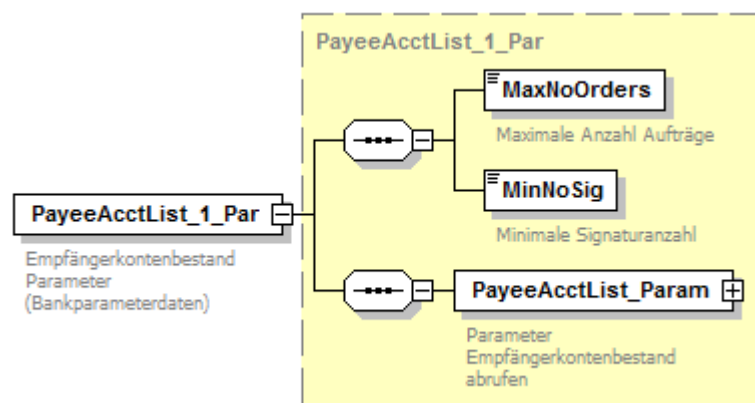 PayeeAcctList_1_Par
MaxNoOrders
Maximale Anzahl Aufträge
MinNoSig
Minimale Signaturanzahl
PayeeAcctList_1_Par
Empfängerkontenbestand
Parameter
(Bankparameterdaten)
PayeeAcctList_Param
Parameter
Empfängerkontenbestand
abrufen